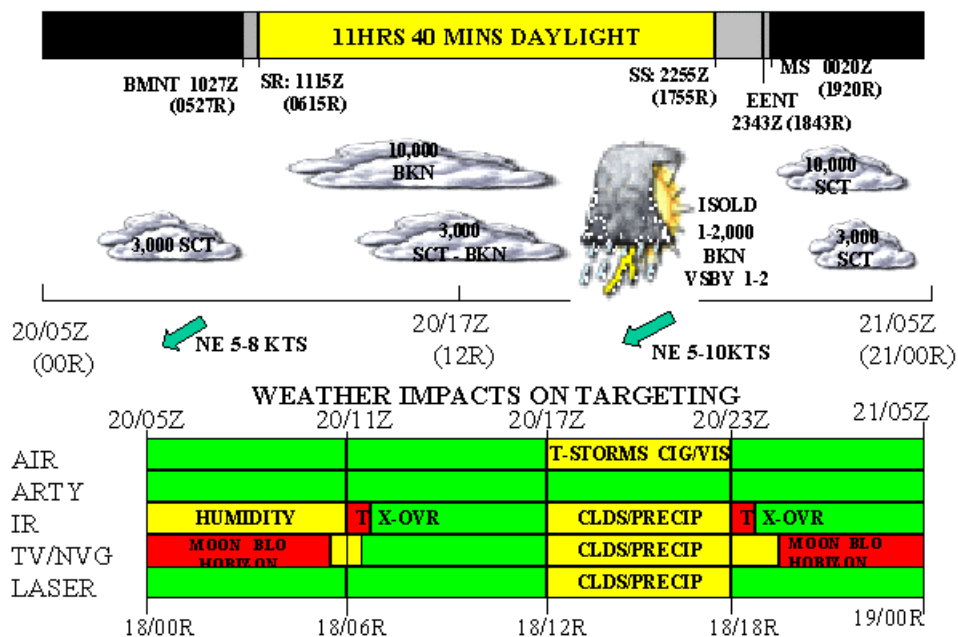 11HRS 40 MINS DAYLIGHT
BMNT 1027Z
(0527R)
SR: 1115Z
(0615R)
SS: 2255Z
(1755R)
EENT
2343Z (1843R)
MS 0020Z
(1920R)
10,000
BKN
3,000 SCT
3,000
SCT - BKN
ISOLD
1-2,000
BKN
VSBY 1-2
10,000
SCT
3,000
SCT
20/05Z
(00R)
20/17Z
(12R)
21/05Z
(21/00R)
NE 5-8 KTS
NE 5-10KTS
WEATHER IMPACTS ON TARGETING
20/05Z 20/11Z 20/17Z 20/23Z 21/05Z
AIR T-STORMS CIG/VIS
ARTY
IR HUMIDITY T X-OVR CLDS/PRECIP T X-OVR
TV/NVG MOON BLO HORIZON CLDS/PRECIP MOON BLO HORIZON
LASER CLDS/PRECIP
18/00R 18/06R 18/12R 18/18R 19/00R